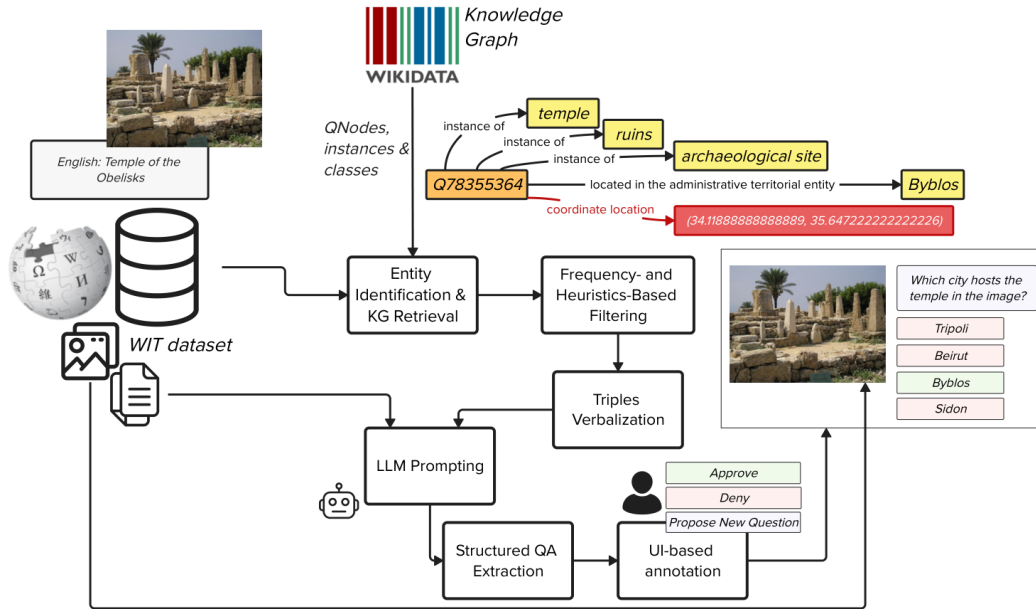 Knowledge
Graph
WIKIDATA
English: Temple of the
Obelisks
QNodes,
instances &
classes
instance of
temple
instance of
ruins
instance of
archaeological site
Q78355364
located in the administrative territorial entity
Byblos
coordinate location
(34.11888888888889, 35.647222222222226)
WIT dataset
Entity
Identification &
KG Retrieval
Frequency- and
Heuristics-Based
Filtering
Triples
Verbalization
LLM Prompting
Structured QA
Extraction
UI-based
annotation
Approve
Deny
Propose New Question
Which city hosts the
temple in the image?
Tripoli
Beirut
Byblos
Sidon